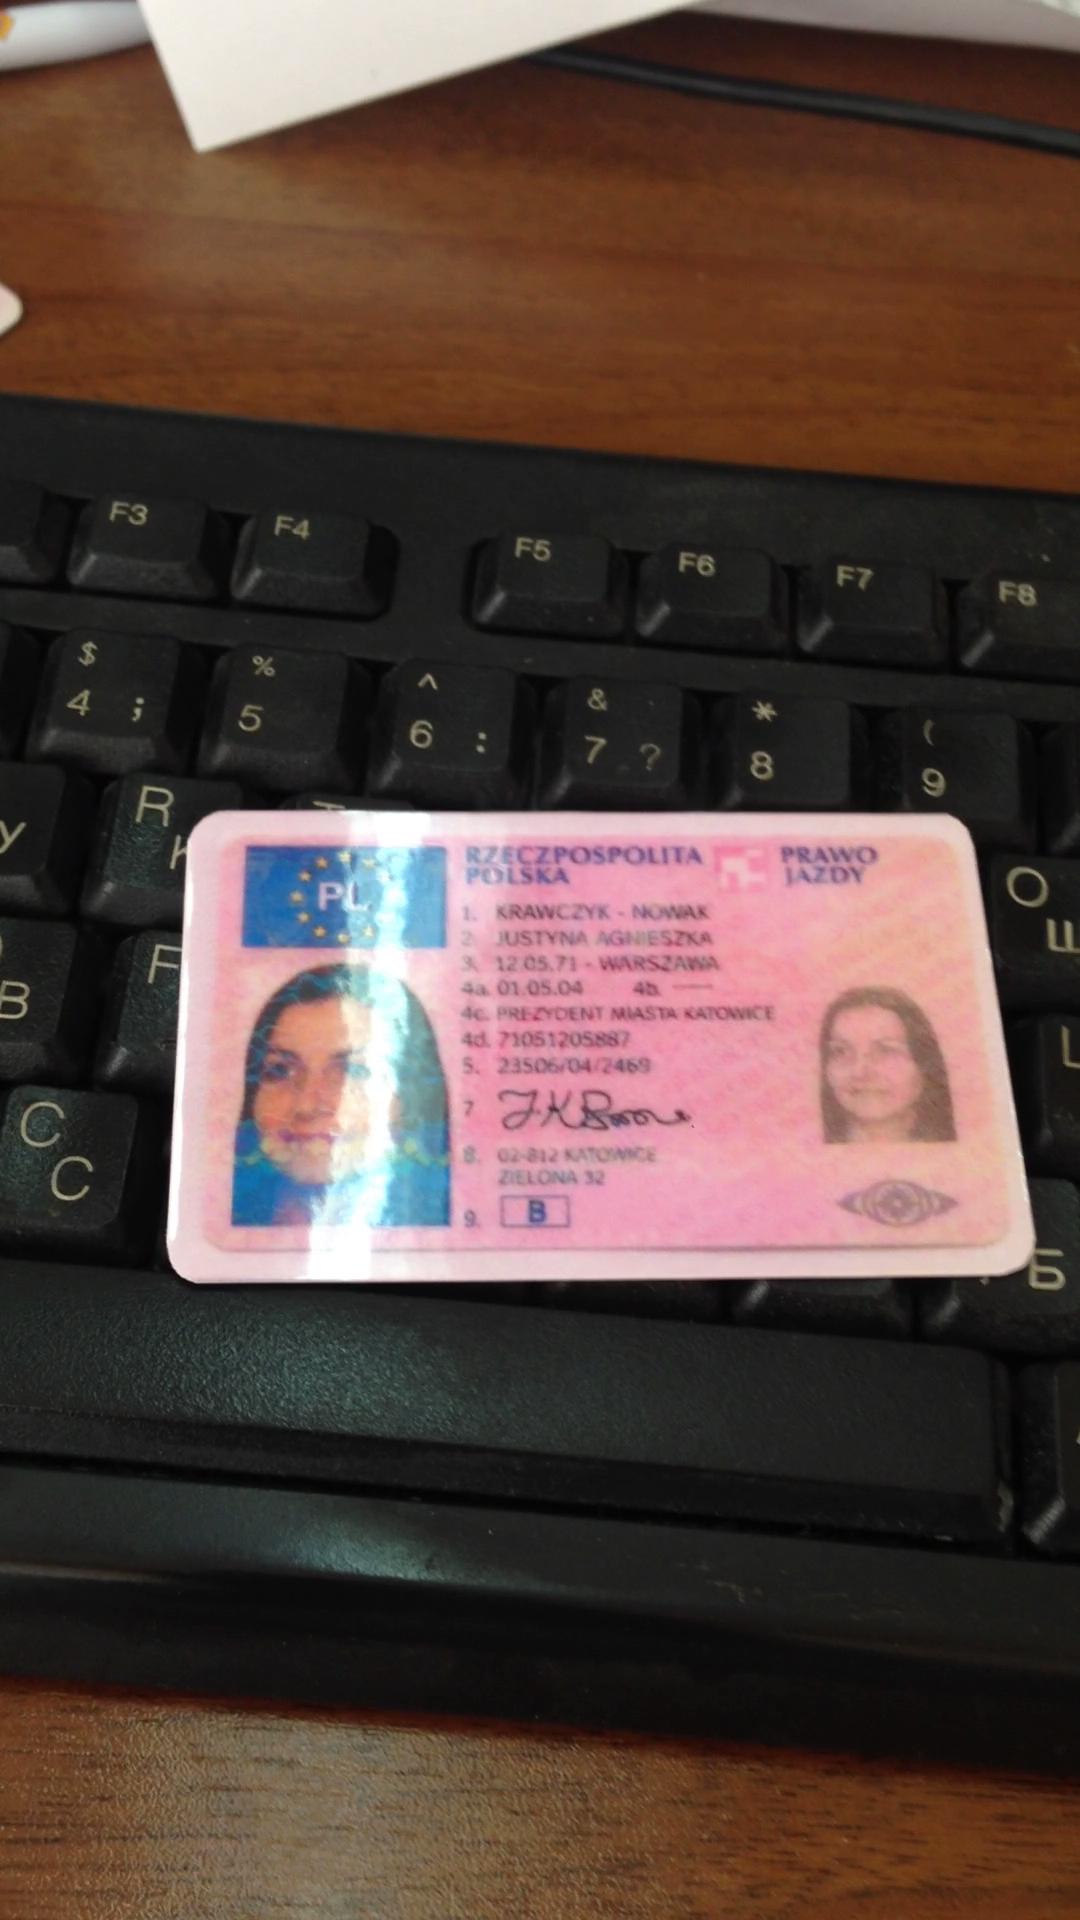 F3 F4 F5 F6 F7 F8
$ % ^ & * (
4 ; 5 6 : 7 ? 8 9
R
PL
RZECZPOSPOLITA PRAWO
POLSKA JAZDY
1. KRAWCZYK - NOWAK
2. JUSTYNA AGNIESZKA
3. 12.05.71 - WARSZAWA
4a. 01.05.04 4b. —
4c. PREZYDENT MIASTA KATOWICE
4d. 71051205887
5. 23506/04/2469
7
8. 02-812 KATOWICE
ZIELONA 32
9. B
О
Щ
F
В
C
С
Б